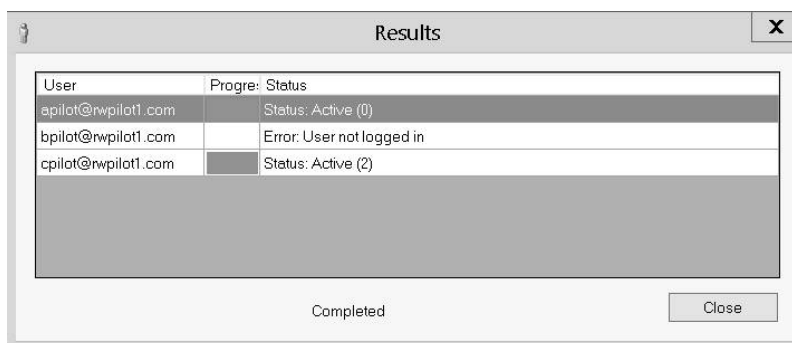 Results X
User Progre: Status
apilot@rwpilot1.com Status: Active (0)
bpilot@rwpilot1.com Error: User not logged in
cpilot@rwpilot1.com Status: Active (2)
Completed Close